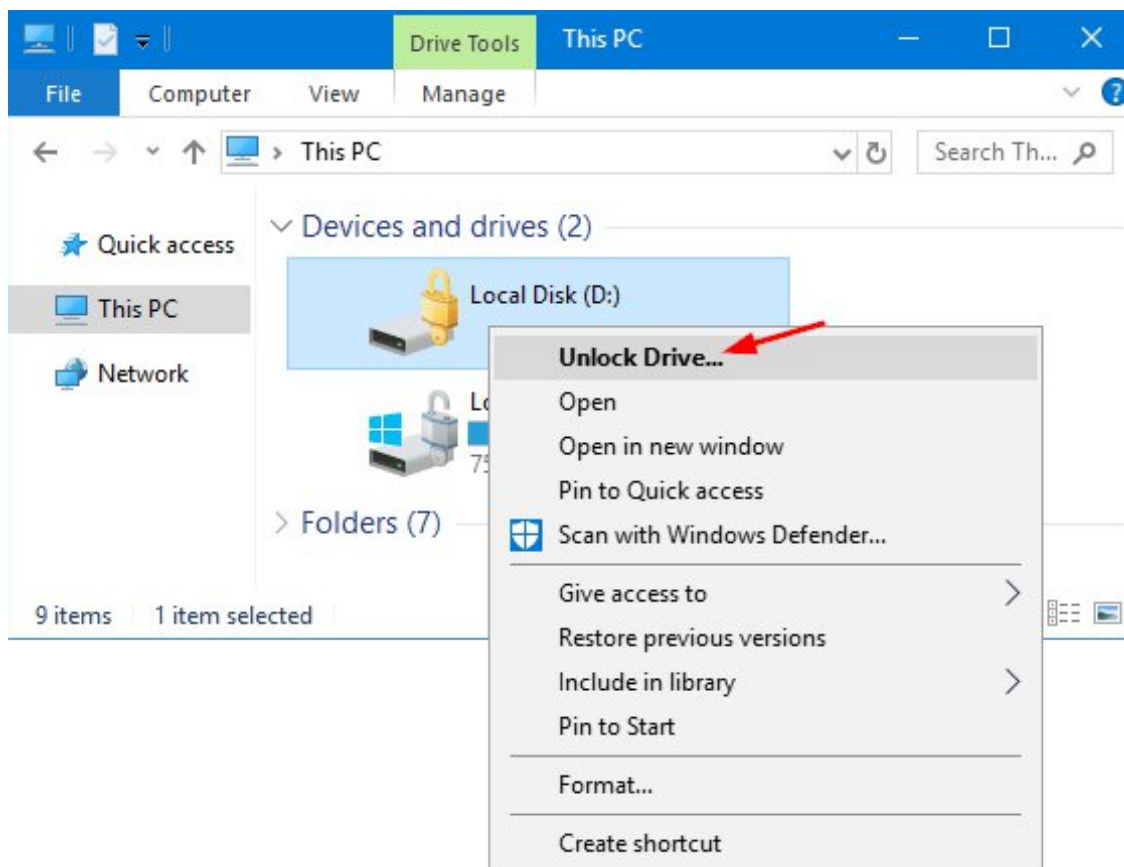 Drive Tools
This PC
File
Computer
View
Manage
This PC
Search Th...
Quick access
This PC
Network
Devices and drives (2)
Local Disk (D:)
Folders (7)
9 items
1 item selected
Unlock Drive...
Open
Open in new window
Pin to Quick access
Scan with Windows Defender...
Give access to
Restore previous versions
Include in library
Pin to Start
Format...
Create shortcut